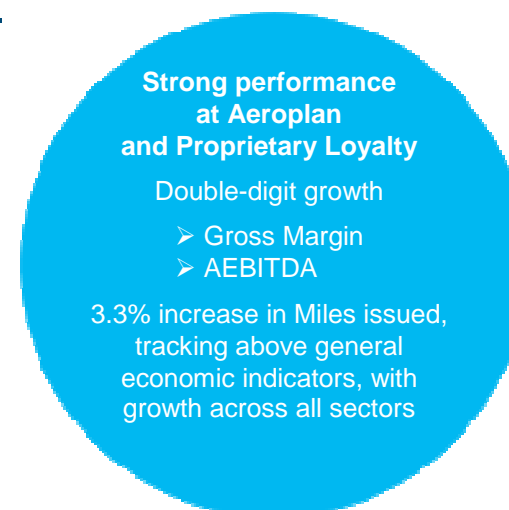 Strong performance
at Aeroplan
and Proprietary Loyalty
Double-digit growth
➢ Gross Margin
➢ AEBITDA
3.3% increase in Miles issued,
tracking above general
economic indicators, with
growth across all sectors